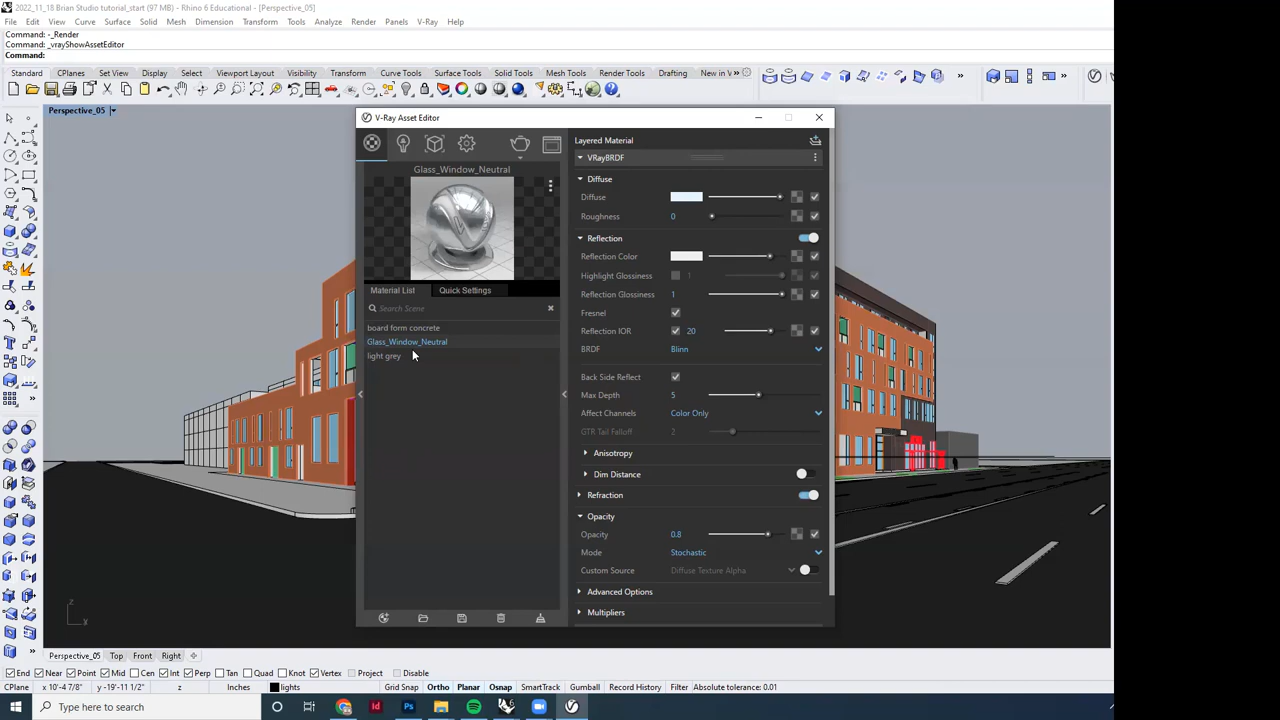 2022_11_18 Brian Studio tutorial_start (97 MB) - Rhino 6 Educational - [Perspective_05]
File Edit View Curve Surface Solid Mesh Dimension Transform Tools Analyze Render Panels V-Ray Help
Command: -_Render
Command: _vrayShowAssetEditor
Command:
Standard CPlanes Set View Display Select Viewport Layout Visibility Transform Curve Tools Surface Tools Solid Tools Mesh Tools Render Tools Drafting New in V
Perspective_05
V-Ray Asset Editor
Glass_Window_Neutral
Material List Quick Settings
Search Scene
board form concrete
Glass_Window_Neutral
light grey
Layered Material
VRayBRDF
Diffuse
Diffuse
Roughness 0
Reflection
Reflection Color
Highlight Glossiness 1
Reflection Glossiness 1
Fresnel
Reflection IOR 20
BRDF Blinn
Back Side Reflect
Max Depth 5
Affect Channels Color Only
GTR Tail Falloff 2
Anisotropy
Dim Distance
Refraction
Opacity
Opacity 0.8
Mode Stochastic
Custom Source Diffuse Texture Alpha
Advanced Options
Multipliers
Perspective_05 Top Front Right
End Near Point Mid Cen Int Perp Tan Quad Knot Vertex Project Disable
CPlane x 10'-4 7/8" y -19'-11 1/2" z Inches lights Grid Snap Ortho Planar Osnap SmartTrack Gumball Record History Filter Absolute tolerance: 0.01
Type here to search